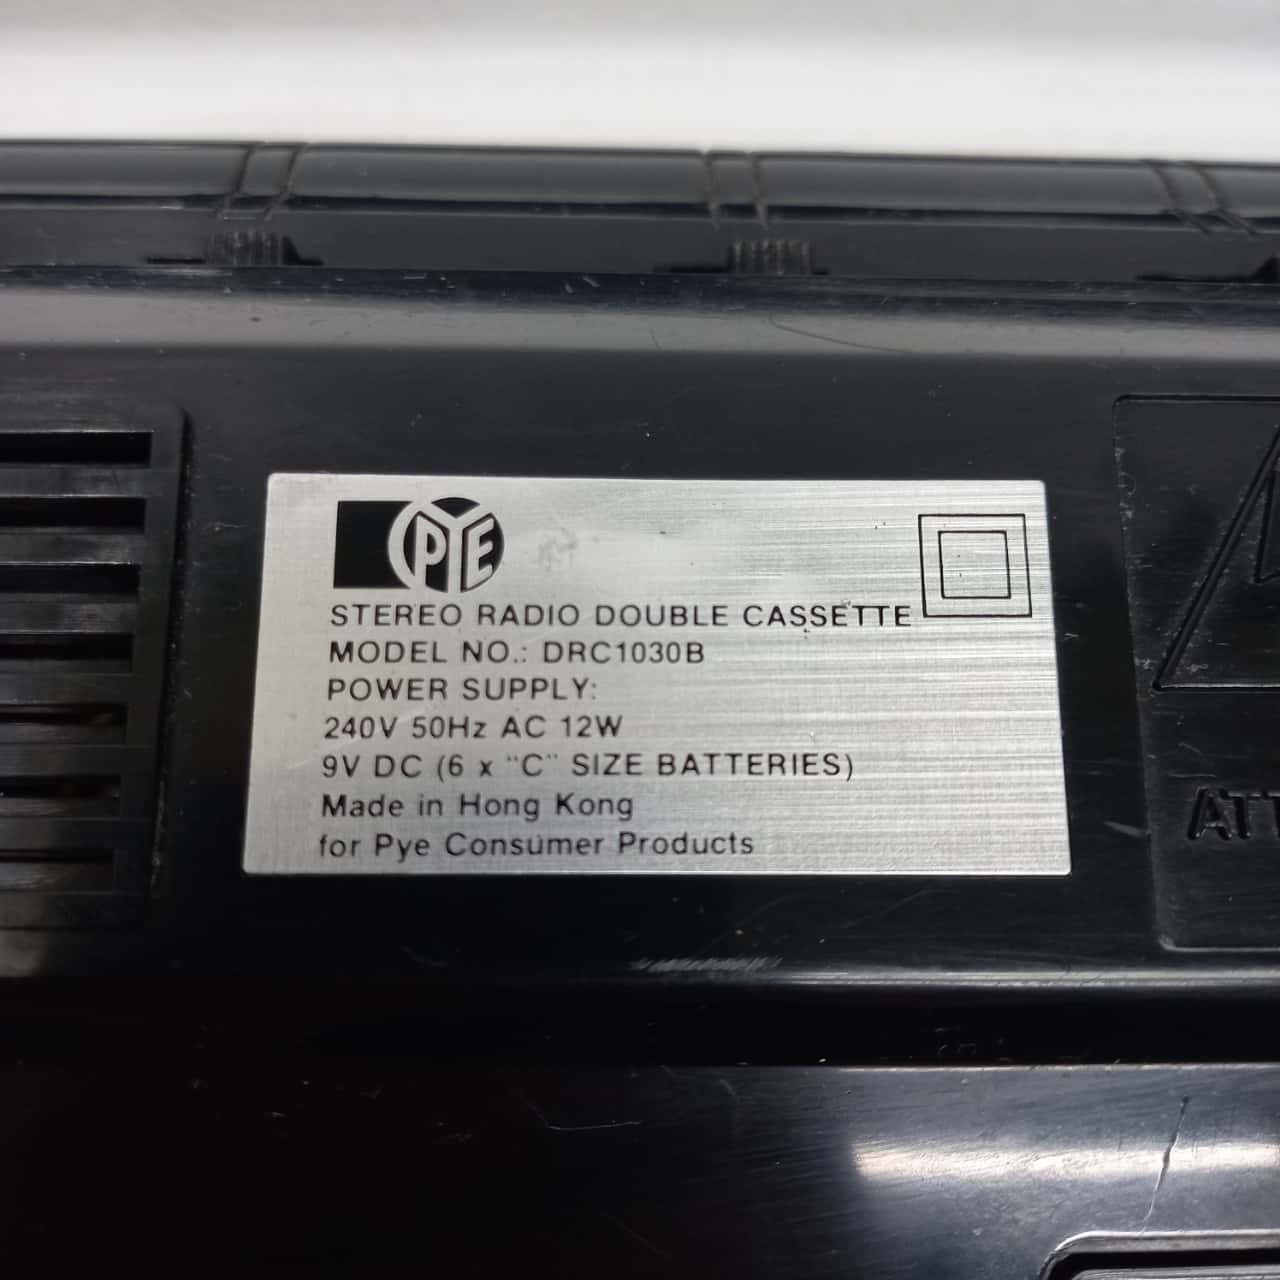 PYE
STEREO RADIO DOUBLE CASSETTE
MODEL NO.: DRC1030B
POWER SUPPLY:
240V 50Hz AC 12W
9V DC (6 x "C" SIZE BATTERIES)
Made in Hong Kong
for Pye Consumer Products
ATT